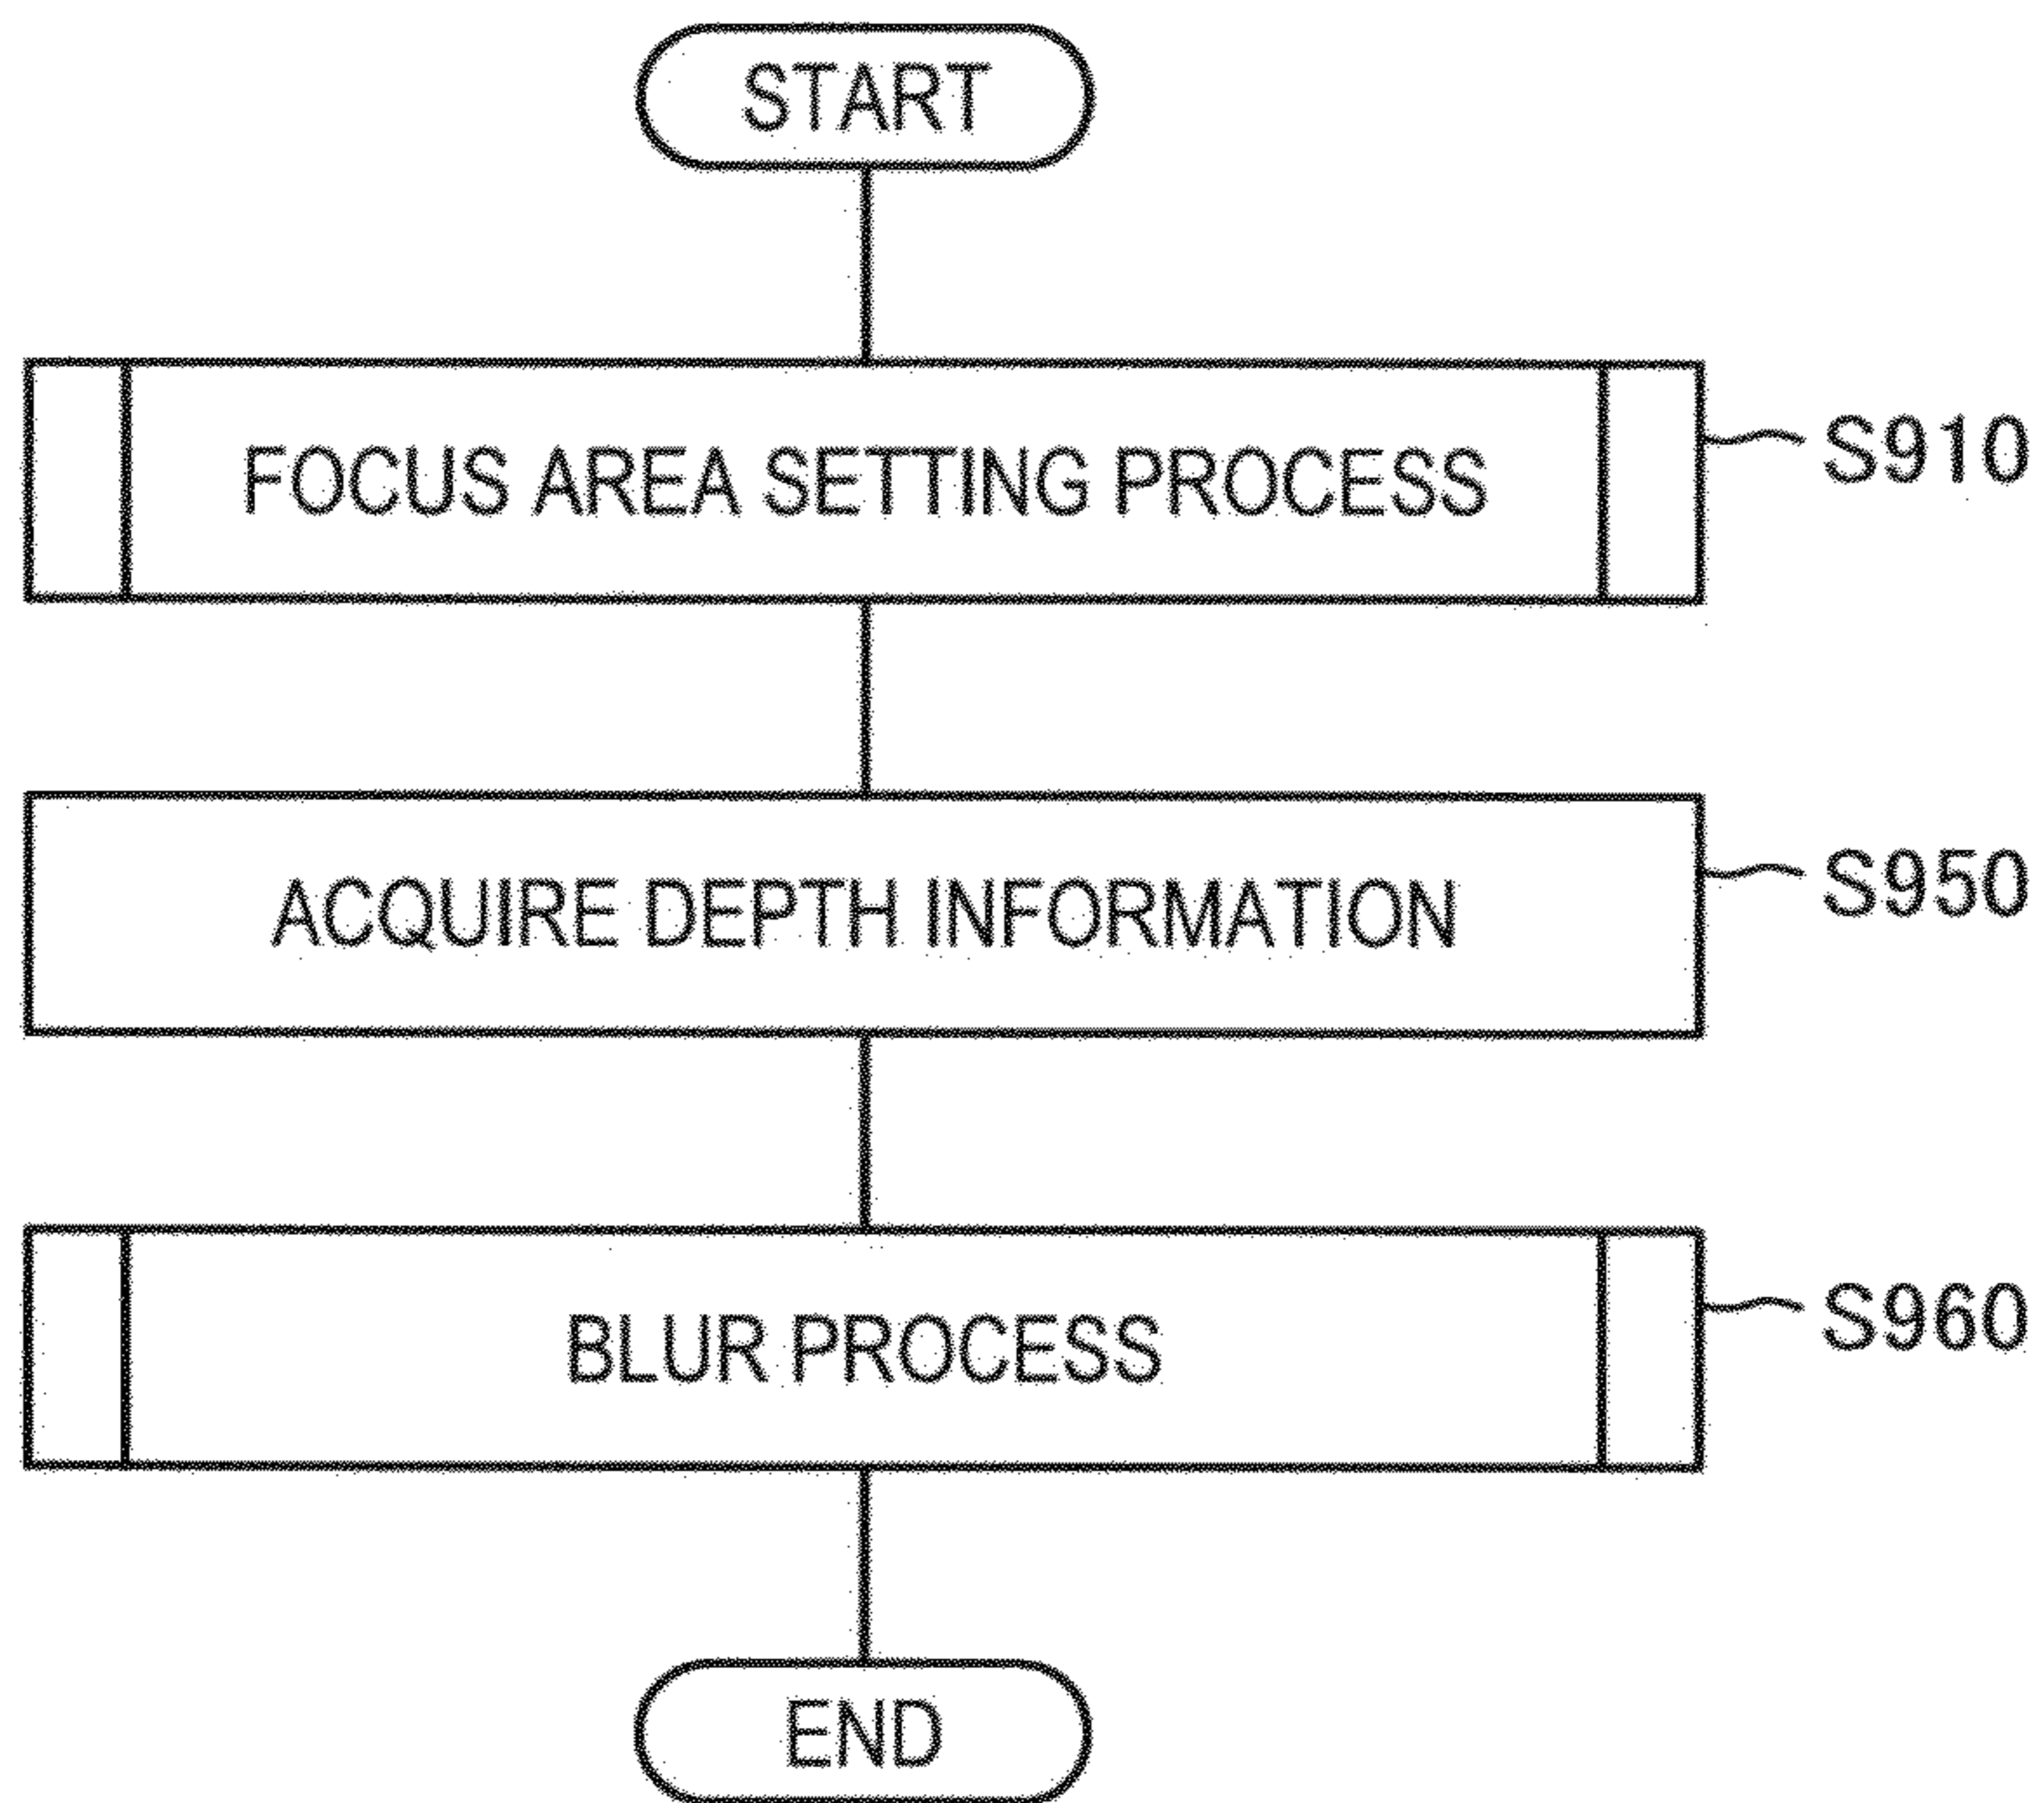 START
FOCUS AREA SETTING PROCESS
S910
ACQUIRE DEPTH INFORMATION
S950
BLUR PROCESS
S960
END